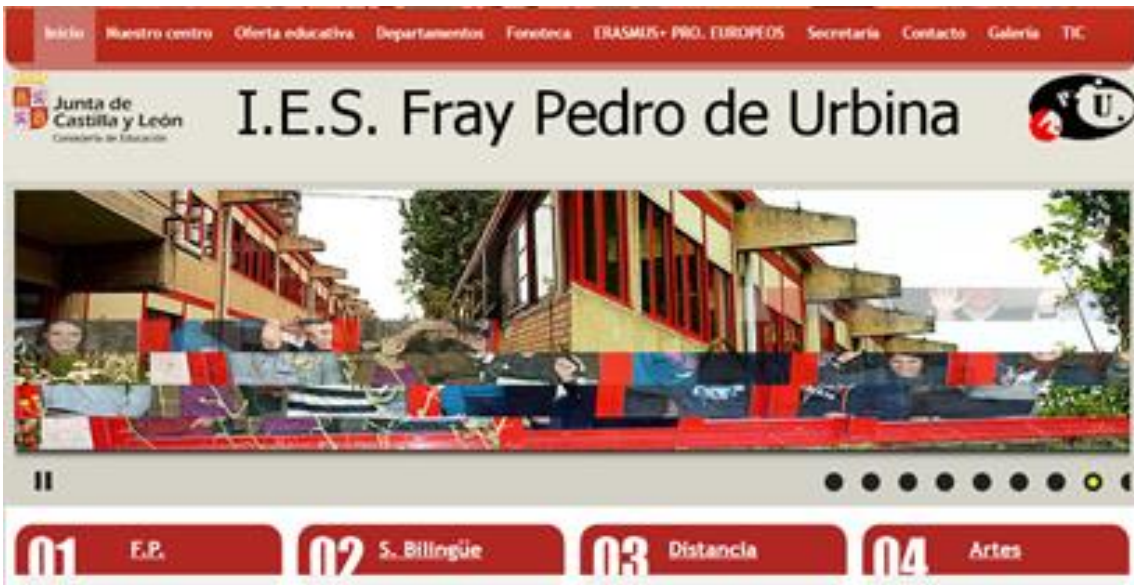 Inicio Nuestro centro Oferta educativa Departamentos Fonoteca ERASMUS+ PRO. EUROPEOS Secretaría Contacto Galería TIC
Junta de
Castilla y León
Consejería de Educación
I.E.S. Fray Pedro de Urbina
U.
01 F.P.
02 S. Bilingüe
03 Distancia
04 Artes